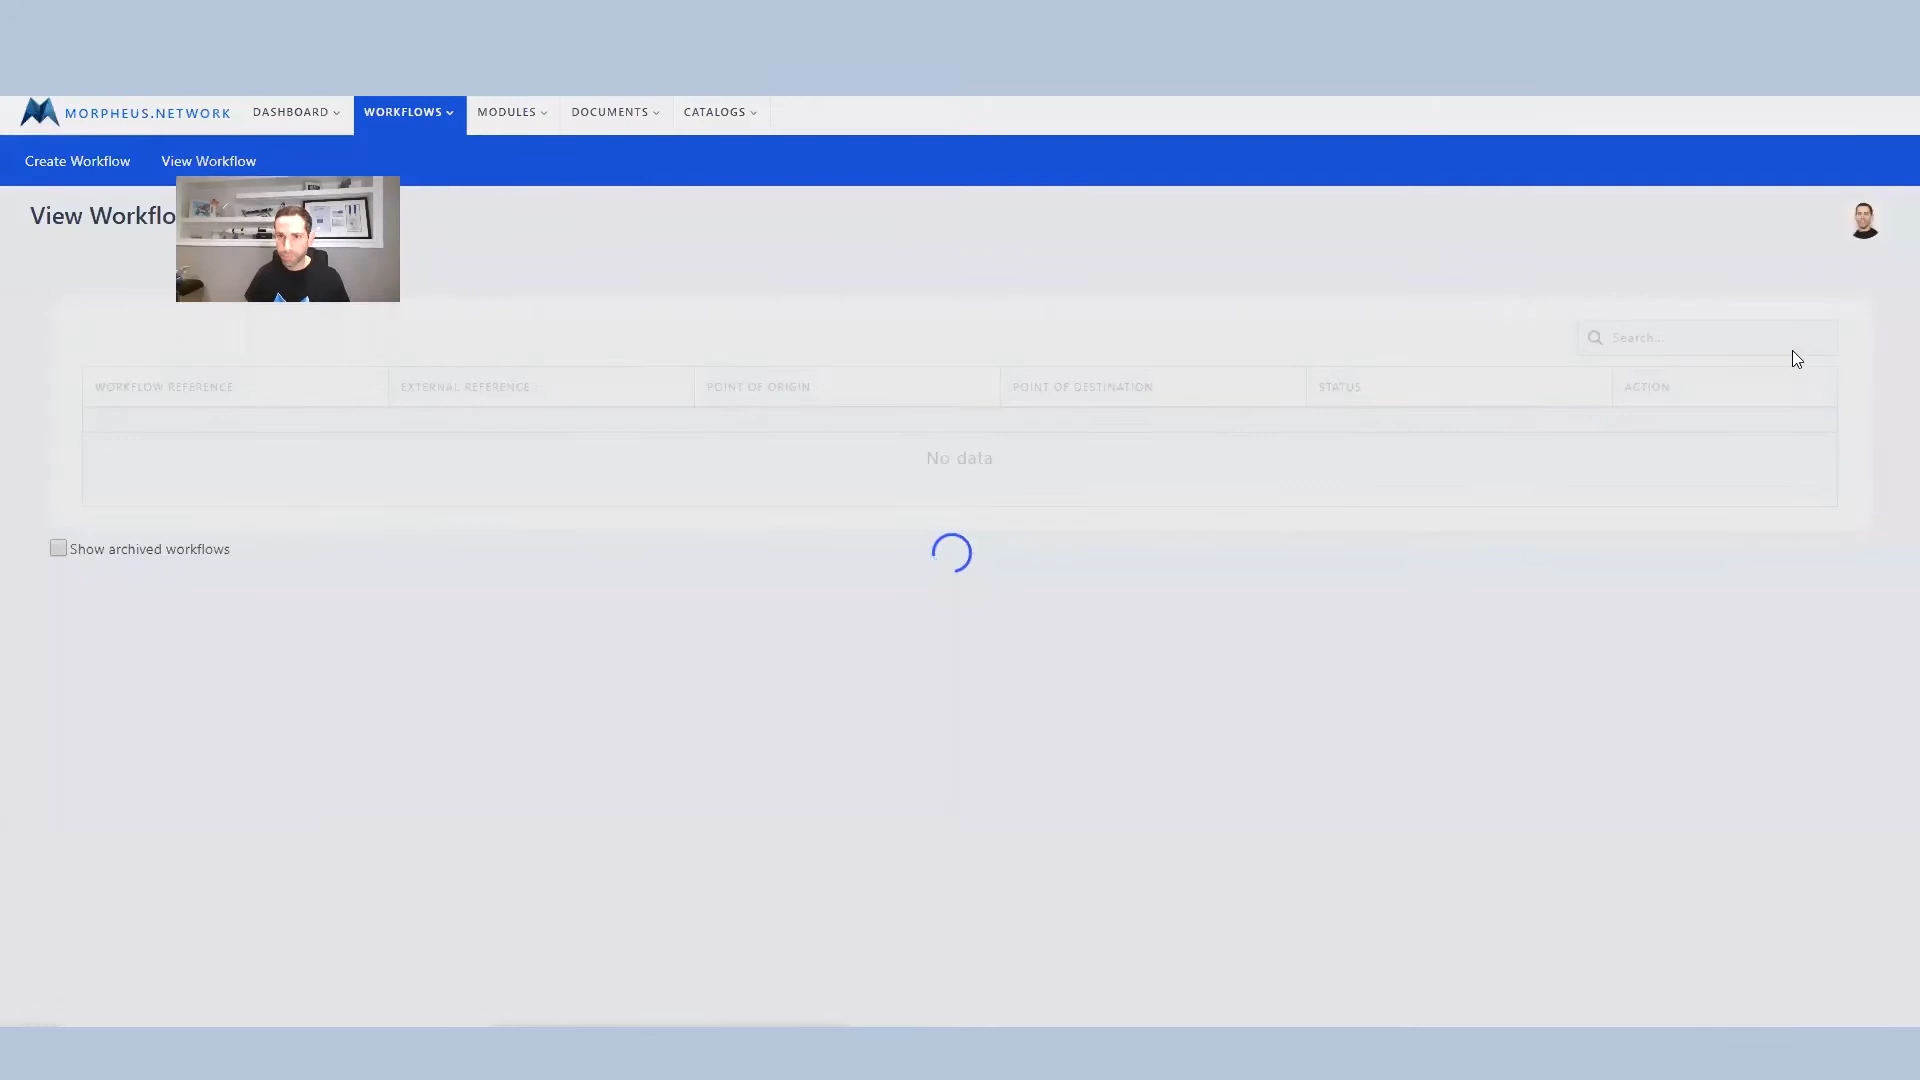 MORPHEUS.NETWORK DASHBOARD WORKFLOWS MODULES DOCUMENTS CATALOGS
Create Workflow View Workflow
View Workflo
Search...
WORKFLOW REFERENCE EXTERNAL REFERENCE POINT OF ORIGIN POINT OF DESTINATION STATUS ACTION
No data
Show archived workflows